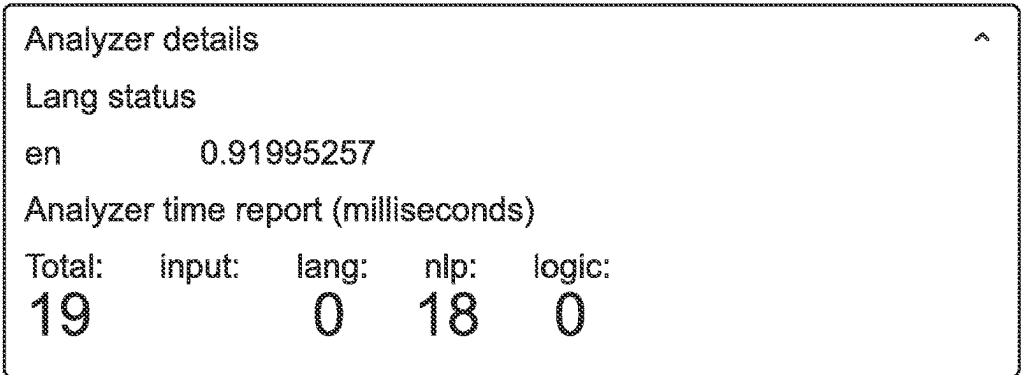 Analyzer details
Lang status
en 0.91995257
Analyzer time report (milliseconds)
Total: input: lang: nlp: logic:
19 0 18 0